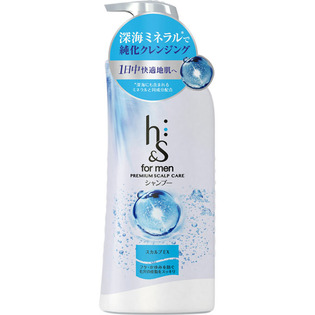 深海ミネラル*で
純化クレンジング
1日中快適地肌へ
h&S
for men
PREMIUM SCALP CARE
シャンプー
スカルプEX